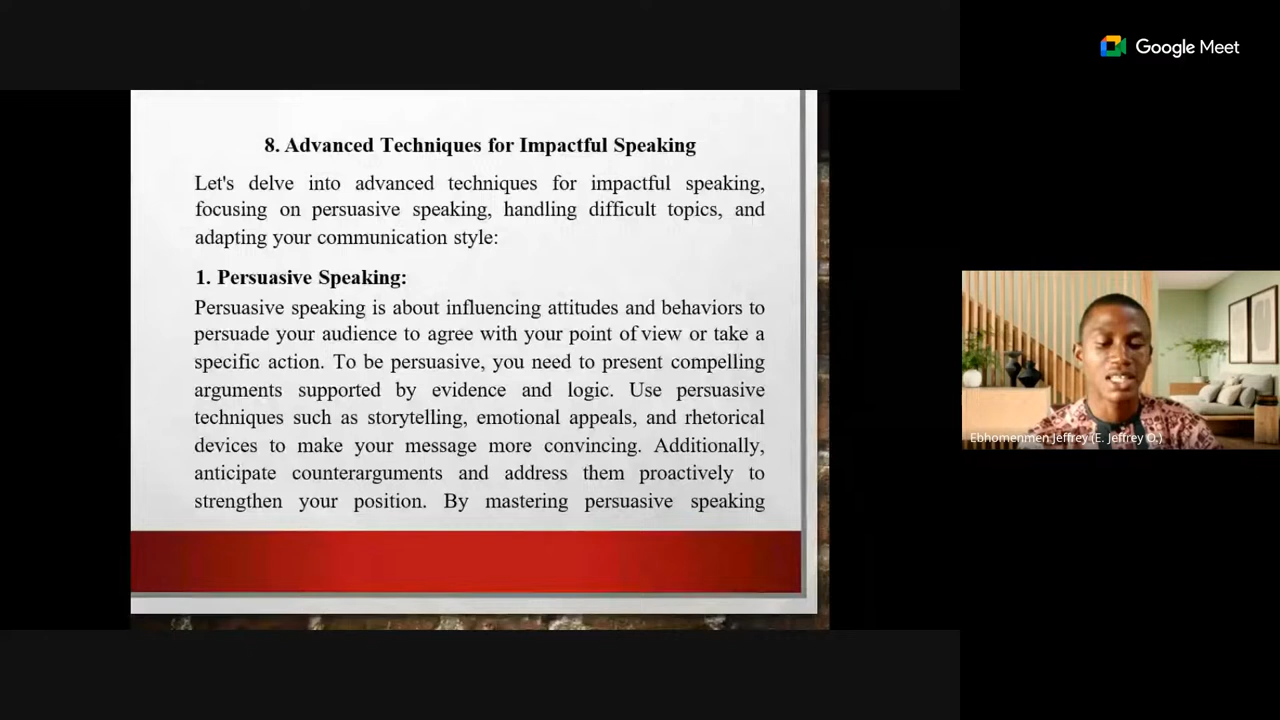 Google Meet
8. Advanced Techniques for Impactful Speaking
Let's delve into advanced techniques for impactful speaking,
focusing on persuasive speaking, handling difficult topics, and
adapting your communication style:
1. Persuasive Speaking:
Persuasive speaking is about influencing attitudes and behaviors to
persuade your audience to agree with your point of view or take a
specific action. To be persuasive, you need to present compelling
arguments supported by evidence and logic. Use persuasive
techniques such as storytelling, emotional appeals, and rhetorical
devices to make your message more convincing. Additionally,
anticipate counterarguments and address them proactively to
strengthen your position. By mastering persuasive speaking
Ebhomenmen Jeffrey (E. Jeffrey O.)